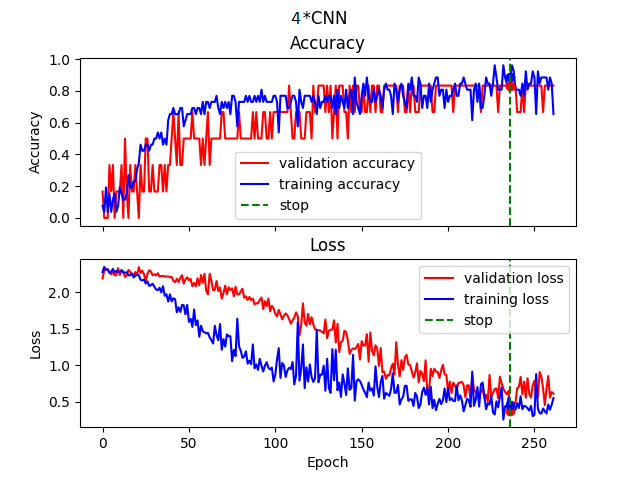 4*CNN
Accuracy
1.0
0.8
0.6
0.4
0.2
0.0
Accuracy
validation accuracy
training accuracy
stop
Loss
2.0
1.5
1.0
0.5
Loss
validation loss
training loss
stop
0 50 100 150 200 250
Epoch